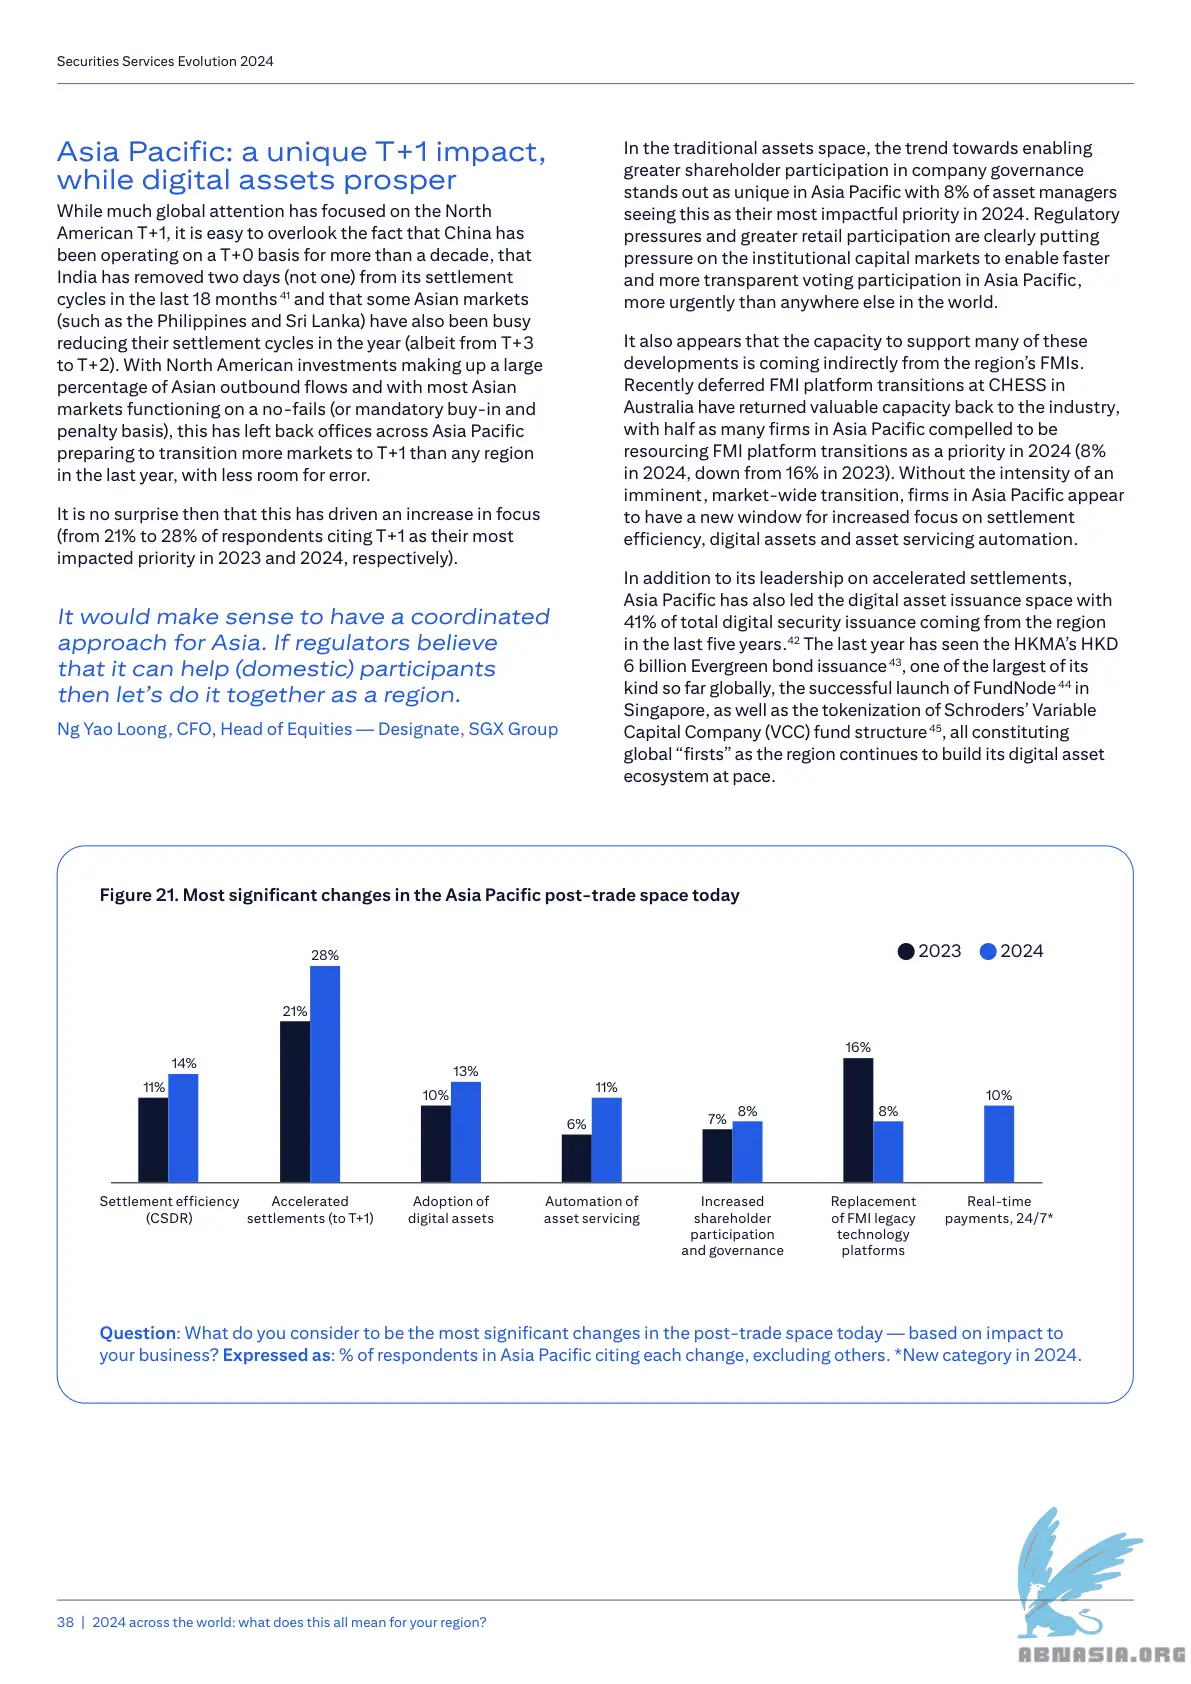 Securities Services Evolution 2024
Asia Pacific: a unique T+1 impact,
while digital assets prosper
While much global attention has focused on the North
American T+1, it is easy to overlook the fact that China has
been operating on a T+0 basis for more than a decade, that
India has removed two days (not one) from its settlement
cycles in the last 18 months 41 and that some Asian markets
(such as the Philippines and Sri Lanka) have also been busy
reducing their settlement cycles in the year (albeit from T+3
to T+2). With North American investments making up a large
percentage of Asian outbound flows and with most Asian
markets functioning on a no-fails (or mandatory buy-in and
penalty basis), this has left back offices across Asia Pacific
preparing to transition more markets to T+1 than any region
in the last year, with less room for error.
It is no surprise then that this has driven an increase in focus
(from 21% to 28% of respondents citing T+1 as their most
impacted priority in 2023 and 2024, respectively).
It would make sense to have a coordinated
approach for Asia. If regulators believe
that it can help (domestic) participants
then let's do it together as a region.
Ng Yao Loong, CFO, Head of Equities — Designate, SGX Group
In the traditional assets space, the trend towards enabling
greater shareholder participation in company governance
stands out as unique in Asia Pacific with 8% of asset managers
seeing this as their most impactful priority in 2024. Regulatory
pressures and greater retail participation are clearly putting
pressure on the institutional capital markets to enable faster
and more transparent voting participation in Asia Pacific,
more urgently than anywhere else in the world.
It also appears that the capacity to support many of these
developments is coming indirectly from the region's FMIs.
Recently deferred FMI platform transitions at CHESS in
Australia have returned valuable capacity back to the industry,
with half as many firms in Asia Pacific compelled to be
resourcing FMI platform transitions as a priority in 2024 (8%
in 2024, down from 16% in 2023). Without the intensity of an
imminent, market-wide transition, firms in Asia Pacific appear
to have a new window for increased focus on settlement
efficiency, digital assets and asset servicing automation.
In addition to its leadership on accelerated settlements,
Asia Pacific has also led the digital asset issuance space with
41% of total digital security issuance coming from the region
in the last five years.42 The last year has seen the HKMA's HKD
6 billion Evergreen bond issuance 43, one of the largest of its
kind so far globally, the successful launch of FundNode 44 in
Singapore, as well as the tokenization of Schroders' Variable
Capital Company (VCC) fund structure 45, all constituting
global "firsts" as the region continues to build its digital asset
ecosystem at pace.
Figure 21. Most significant changes in the Asia Pacific post-trade space today
2023 2024
11% 14%
21% 28%
10% 13%
6% 11%
7% 8%
16% 8%
10%
Settlement efficiency
(CSDR)
Accelerated
settlements (to T+1)
Adoption of
digital assets
Automation of
asset servicing
Increased
shareholder
participation
and governance
Replacement
of FMI legacy
technology
platforms
Real-time
payments, 24/7*
Question: What do you consider to be the most significant changes in the post-trade space today — based on impact to
your business? Expressed as: % of respondents in Asia Pacific citing each change, excluding others. *New category in 2024.
38 | 2024 across the world: what does this all mean for your region?
ABNASIA.ORG